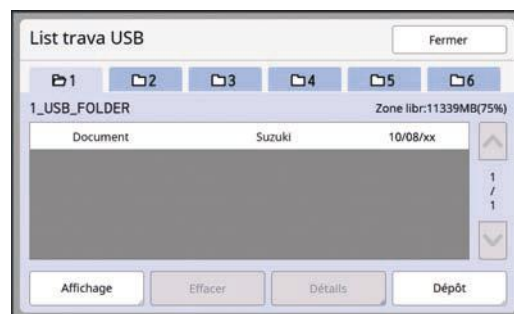 List trava USB
Fermer
1 2 3 4 5 6
1_USB_FOLDER Zone libr:11339MB(75%)
Document Suzuki 10/08/xx
1
/
1
Affichage Effacer Détails Dépôt